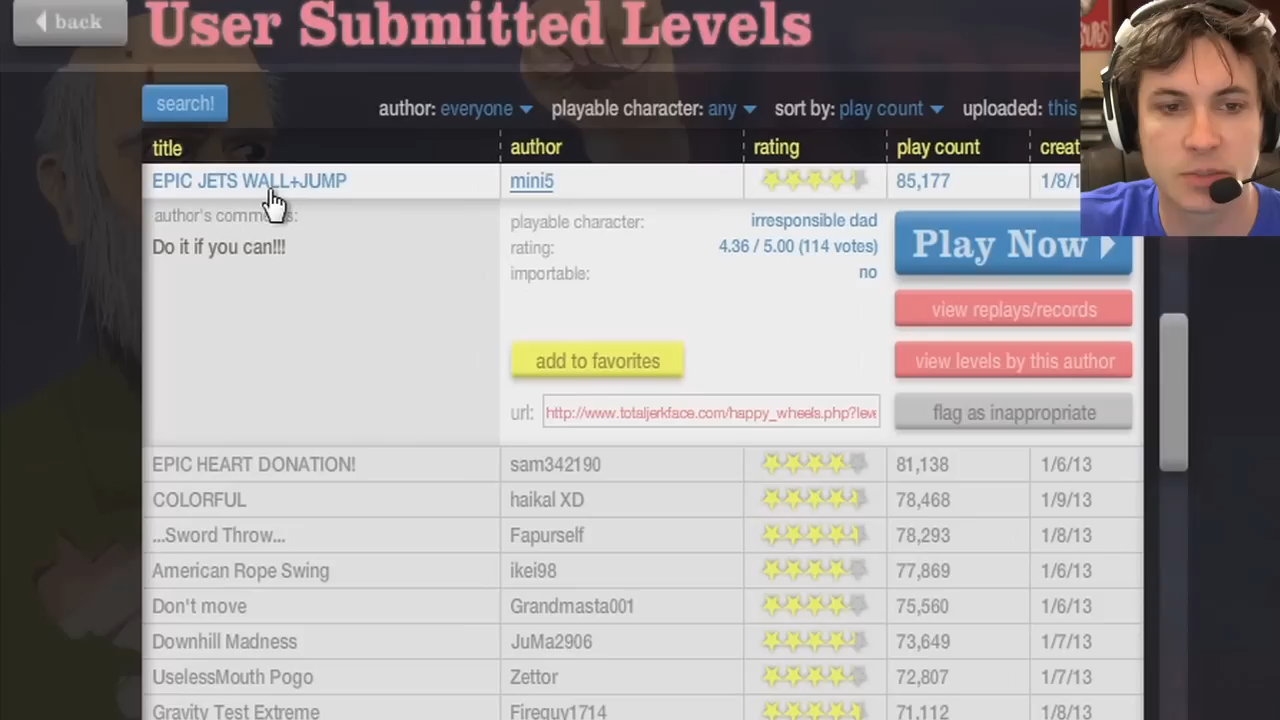 back
User Submitted Levels
search!
author: everyone
playable character: any
sort by: play count
uploaded: this
title
author
rating
play count
EPIC JETS WALL+JUMP
mini5
85,177
1/8/1
author's comments:
Do it if you can!!!
playable character:
irresponsible dad
rating:
4.36 / 5.00 (114 votes)
importable:
no
Play Now
view replays/records
add to favorites
view levels by this author
url:
http://www.totaljerkface.com/happy_wheels.php?leve
flag as inappropriate
EPIC HEART DONATION! sam342190 81,138 1/6/13
COLORFUL haikal XD 78,468 1/9/13
...Sword Throw... Fapurself 78,293 1/8/13
American Rope Swing ikei98 77,869 1/6/13
Don't move Grandmasta001 75,560 1/6/13
Downhill Madness JuMa2906 73,649 1/7/13
UselessMouth Pogo Zettor 72,807 1/7/13
Gravity Test Extreme Fireguy1714 71,112 1/8/13